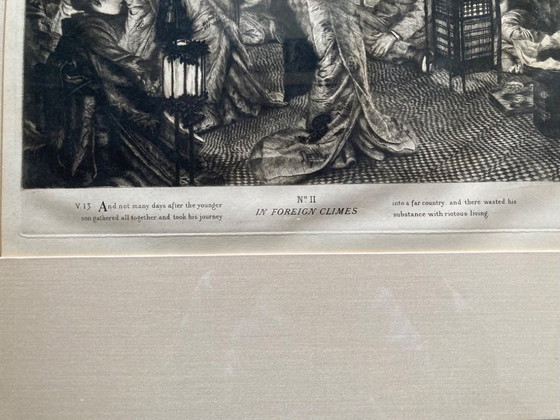 V. 13 And not many days after the younger
son gathered all together and took his journey
Nº II
IN FOREIGN CLIMES
into a far country. and there wasted his
substance with riotous living.